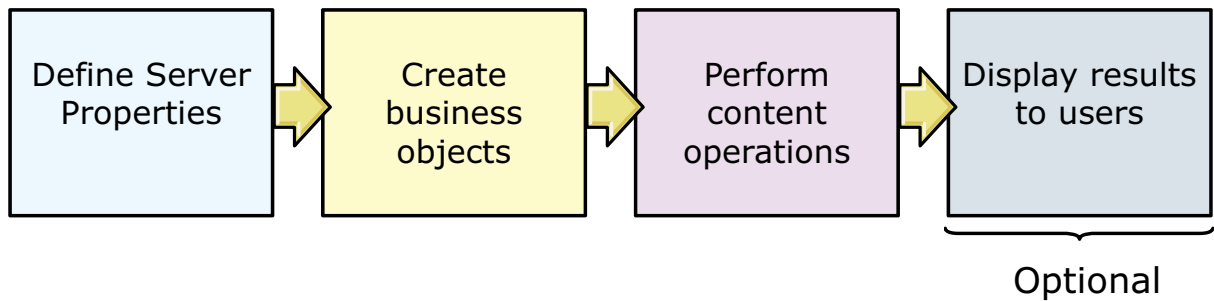 Define Server
Properties
Create
business
objects
Perform
content
operations
Display results
to users
Optional